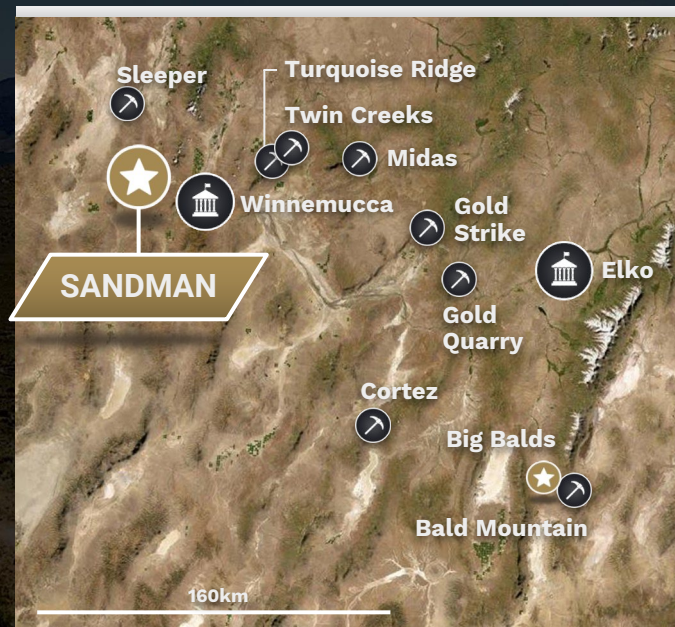 Sleeper
Turquoise Ridge
Twin Creeks
Midas
Winnemucca
Gold
Strike
SANDMAN
Elko
Gold
Quarry
Cortez
Big Balds
Bald Mountain
160km